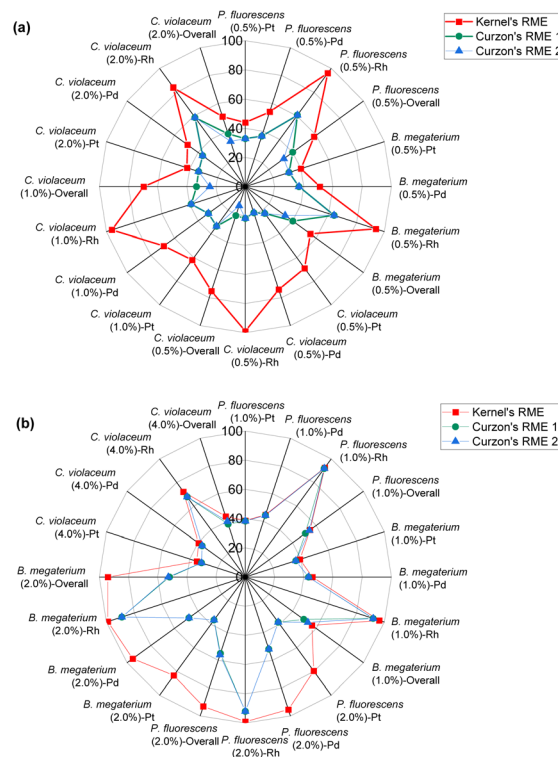 (a)
Kernel's RME
Curzon's RME 1
Curzon's RME 2
P. fluorescens
(0.5%)-Pt
P. fluorescens
(0.5%)-Pd
P. fluorescens
(0.5%)-Rh
P. fluorescens
(0.5%)-Overall
B. megaterium
(0.5%)-Pt
B. megaterium
(0.5%)-Pd
B. megaterium
(0.5%)-Rh
B. megaterium
(0.5%)-Overall
C. violaceum
(0.5%)-Pt
C. violaceum
(0.5%)-Pd
C. violaceum
(0.5%)-Rh
C. violaceum
(0.5%)-Overall
C. violaceum
(1.0%)-Pt
C. violaceum
(1.0%)-Pd
C. violaceum
(1.0%)-Rh
C. violaceum
(1.0%)-Overall
C. violaceum
(2.0%)-Pt
C. violaceum
(2.0%)-Pd
C. violaceum
(2.0%)-Rh
C. violaceum
(2.0%)-Overall
100
80
60
40
20
0
(b)
Kernel's RME
Curzon's RME 1
Curzon's RME 2
P. fluorescens
(1.0%)-Pt
P. fluorescens
(1.0%)-Pd
P. fluorescens
(1.0%)-Rh
P. fluorescens
(1.0%)-Overall
B. megaterium
(1.0%)-Pt
B. megaterium
(1.0%)-Pd
B. megaterium
(1.0%)-Rh
B. megaterium
(1.0%)-Overall
P. fluorescens
(2.0%)-Pt
P. fluorescens
(2.0%)-Pd
P. fluorescens
(2.0%)-Rh
P. fluorescens
(2.0%)-Overall
B. megaterium
(2.0%)-Pt
B. megaterium
(2.0%)-Pd
B. megaterium
(2.0%)-Rh
B. megaterium
(2.0%)-Overall
C. violaceum
(4.0%)-Pt
C. violaceum
(4.0%)-Pd
C. violaceum
(4.0%)-Rh
C. violaceum
(4.0%)-Overall
100
80
60
40
20
0